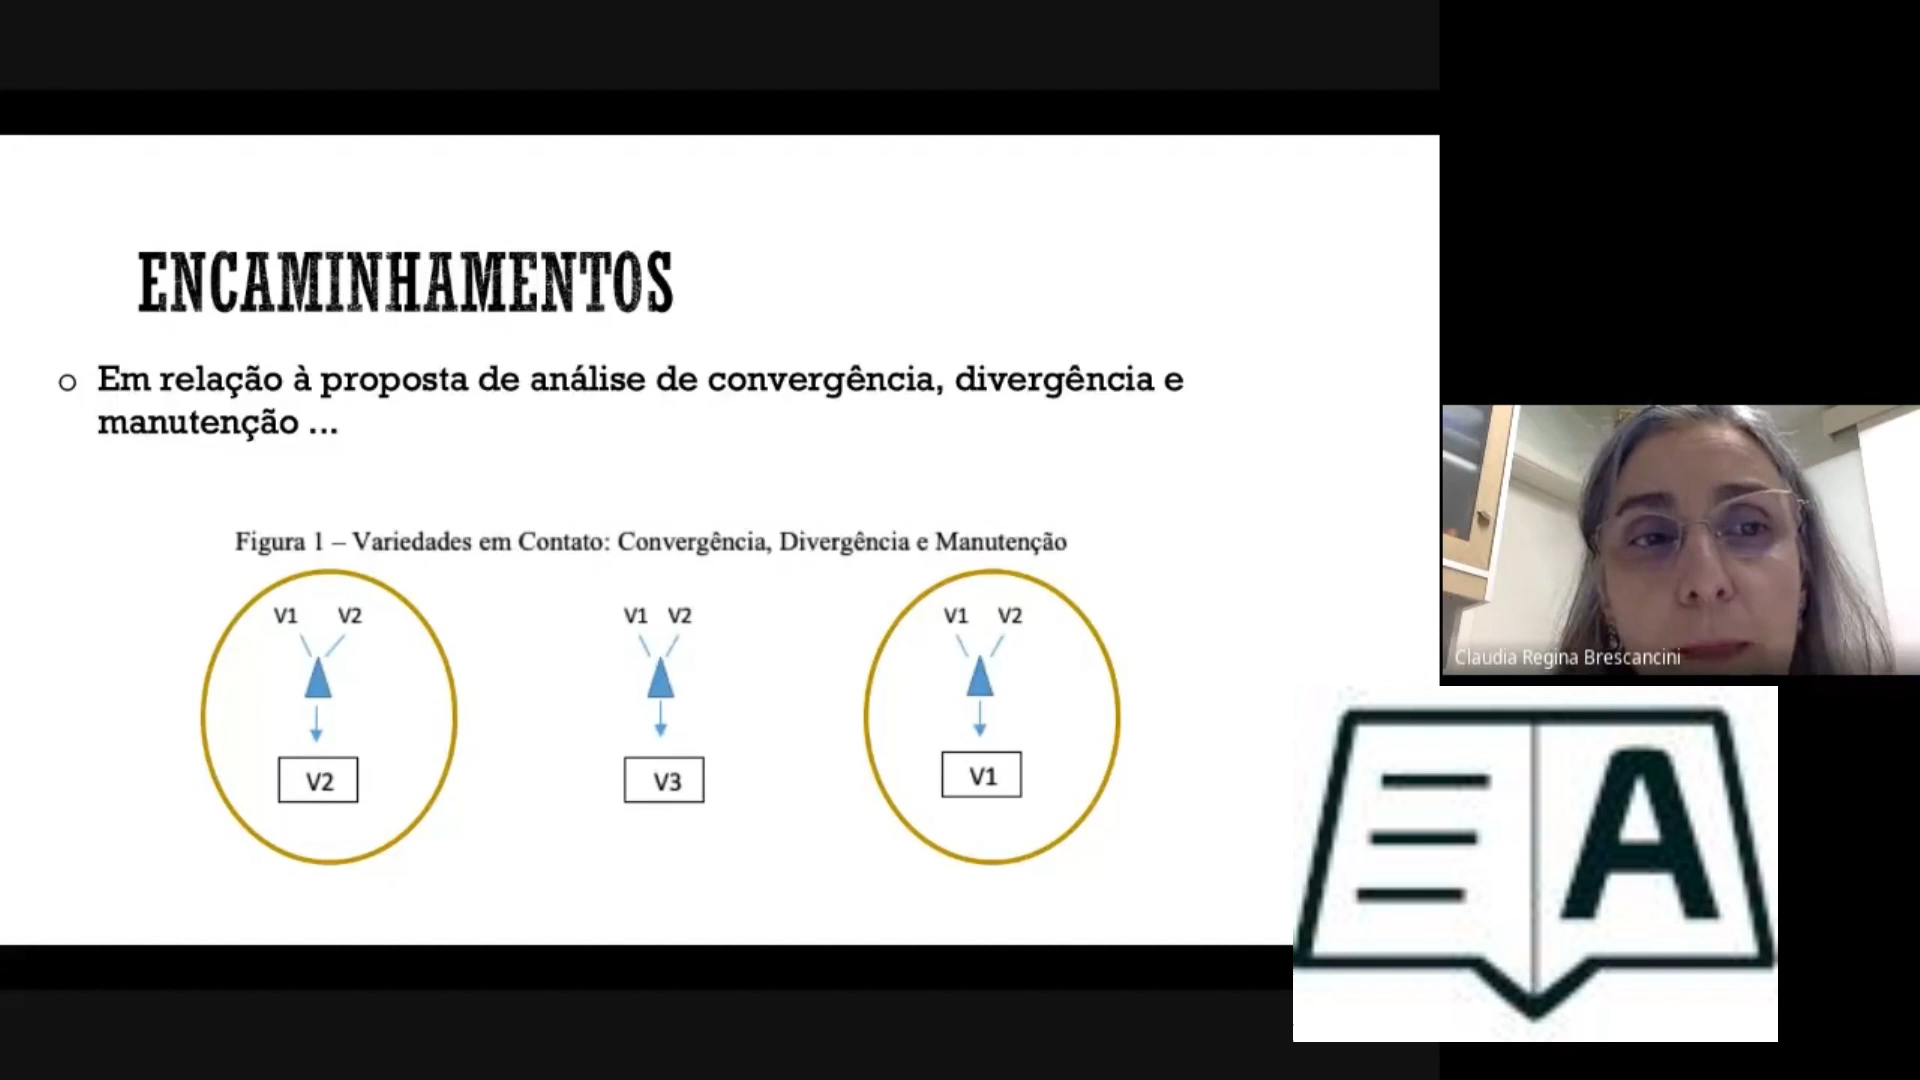 ENCAMINHAMENTOS
o Em relação à proposta de análise de convergência, divergência e
manutenção ...
Figura 1 – Variedades em Contato: Convergência, Divergência e Manutenção
V1 V2
V2
V1 V2
V3
V1 V2
V1
Claudia Regina Brescancini
A